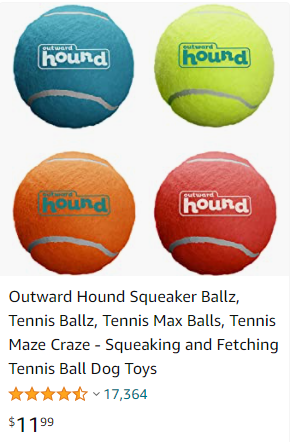 outward
hound
outward
hound
outward
hound
outward
hound
Outward Hound Squeaker Ballz,
Tennis Ballz, Tennis Max Balls, Tennis
Maze Craze - Squeaking and Fetching
Tennis Ball Dog Toys
17,364
$11.99